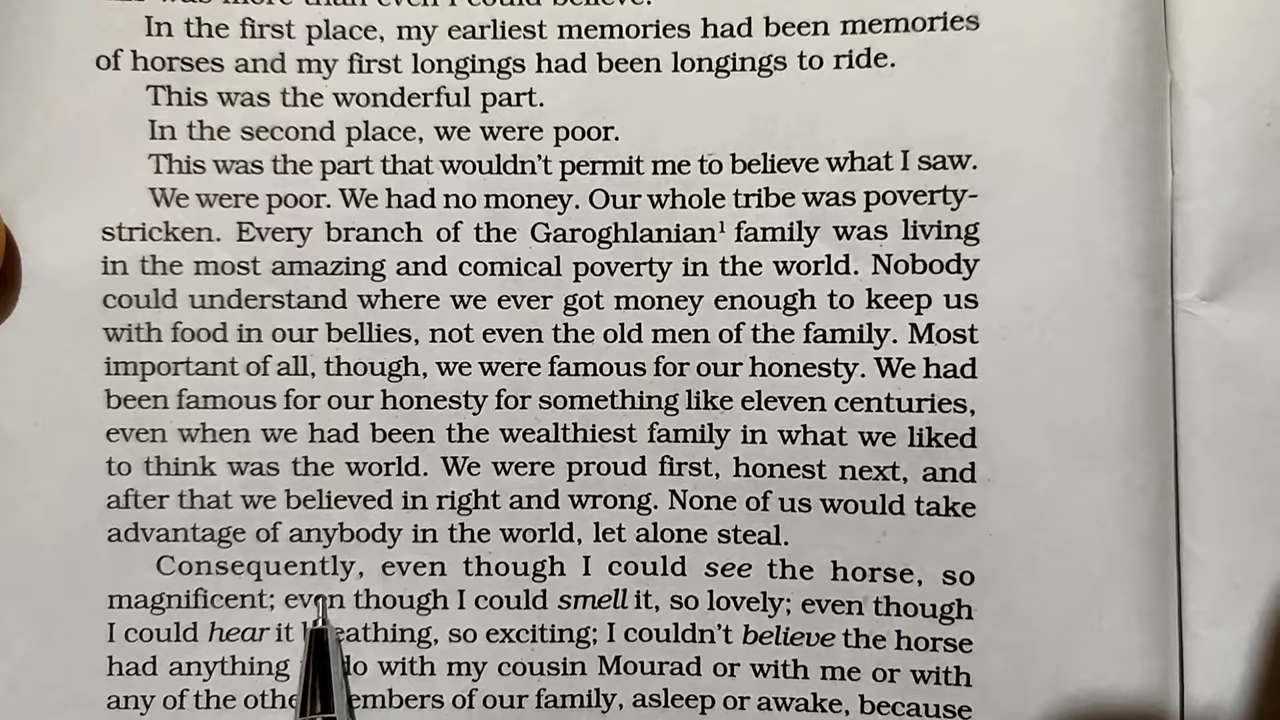 was more than even I could believe.
In the first place, my earliest memories had been memories
of horses and my first longings had been longings to ride.
This was the wonderful part.
In the second place, we were poor.
This was the part that wouldn't permit me to believe what I saw.
We were poor. We had no money. Our whole tribe was poverty-
stricken. Every branch of the Garoghlanian¹ family was living
in the most amazing and comical poverty in the world. Nobody
could understand where we ever got money enough to keep us
with food in our bellies, not even the old men of the family. Most
important of all, though, we were famous for our honesty. We had
been famous for our honesty for something like eleven centuries,
even when we had been the wealthiest family in what we liked
to think was the world. We were proud first, honest next, and
after that we believed in right and wrong. None of us would take
advantage of anybody in the world, let alone steal.
Consequently, even though I could see the horse, so
magnificent; even though I could smell it, so lovely; even though
I could hear it breathing, so exciting; I couldn't believe the horse
had anything do with my cousin Mourad or with me or with
any of the other members of our family, asleep or awake, because